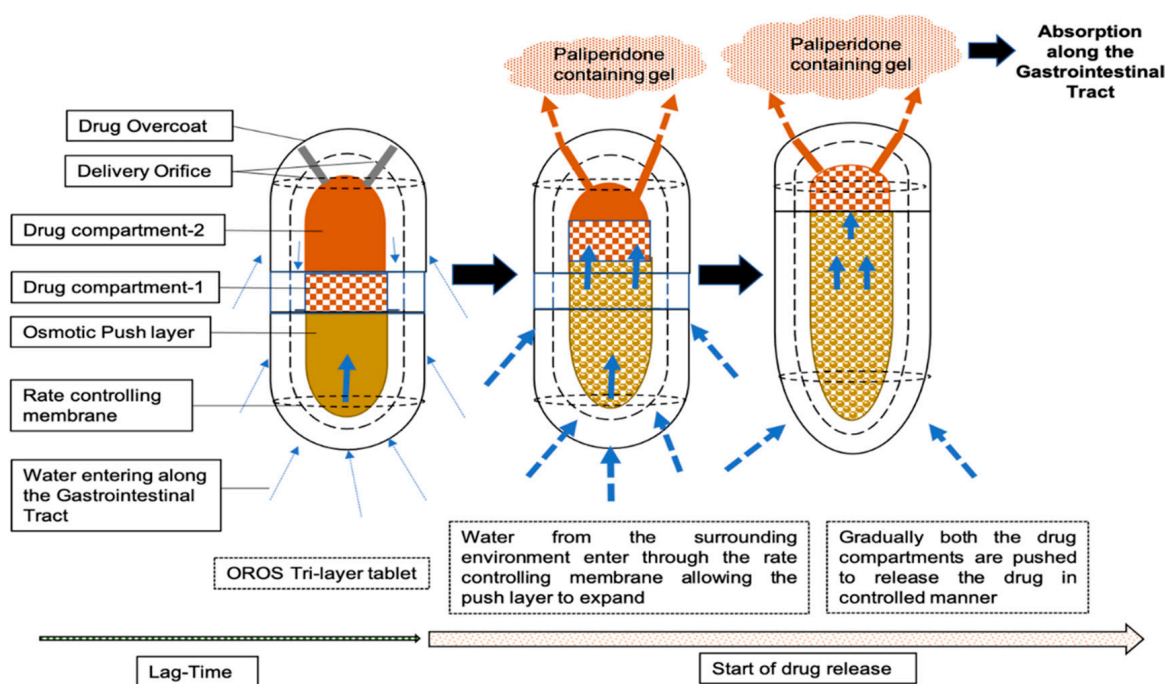 Paliperidone
containing gel
Paliperidone
containing gel
Absorption
along the
Gastrointestinal
Tract
Drug Overcoat
Delivery Orifice
Drug compartment-2
Drug compartment-1
Osmotic Push layer
Rate controlling
membrane
Water entering along
the Gastrointestinal
Tract
OROS Tri-layer tablet
Water from the surrounding
environment enter through the rate
controlling membrane allowing the
push layer to expand
Gradually both the drug
compartments are pushed
to release the drug in
controlled manner
Lag-Time
Start of drug release